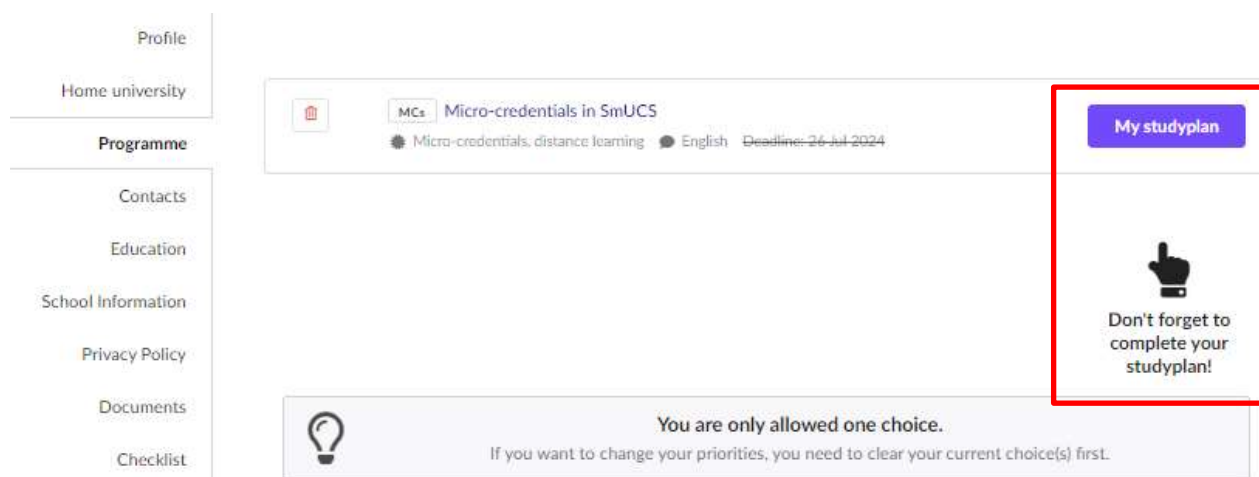 Profile
Home university
Programme
Contacts
Education
School Information
Privacy Policy
Documents
Checklist
MCs Micro-credentials in SmUCS
Micro-credentials, distance learning English Deadline: 26 Jul 2024
My studyplan
Don't forget to
complete your
studyplan!
You are only allowed one choice.
If you want to change your priorities, you need to clear your current choice(s) first.